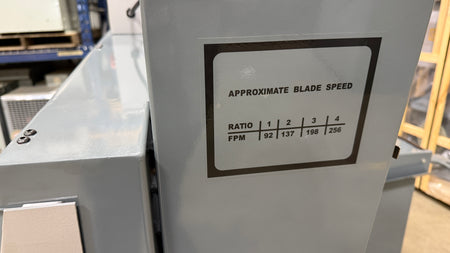 APPROXIMATE BLADE SPEED
RATIO 1 2 3 4
FPM 92 137 198 256